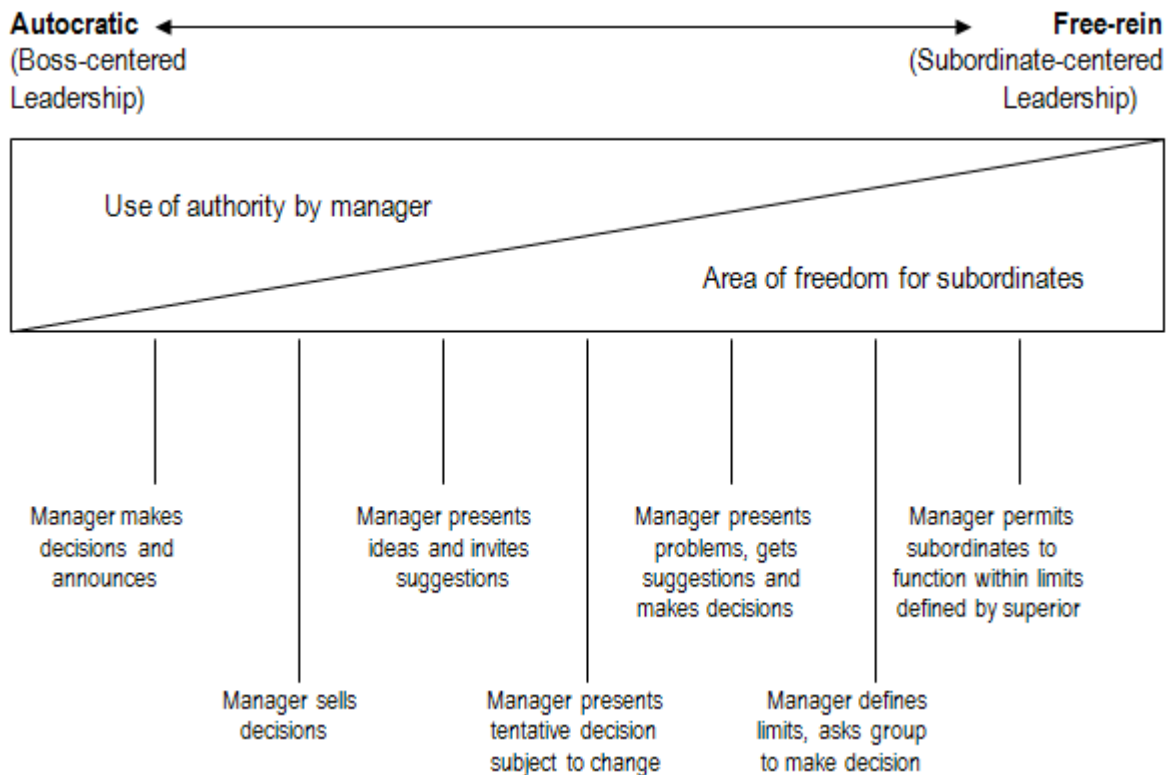 Autocratic
(Boss-centered
Leadership)
Free-rein
(Subordinate-centered
Leadership)
Use of authority by manager
Area of freedom for subordinates
Manager makes
decisions and
announces
Manager sells
decisions
Manager presents
ideas and invites
suggestions
Manager presents
tentative decision
subject to change
Manager presents
problems, gets
suggestions and
makes decisions
Manager defines
limits, asks group
to make decision
Manager permits
subordinates to
function within limits
defined by superior